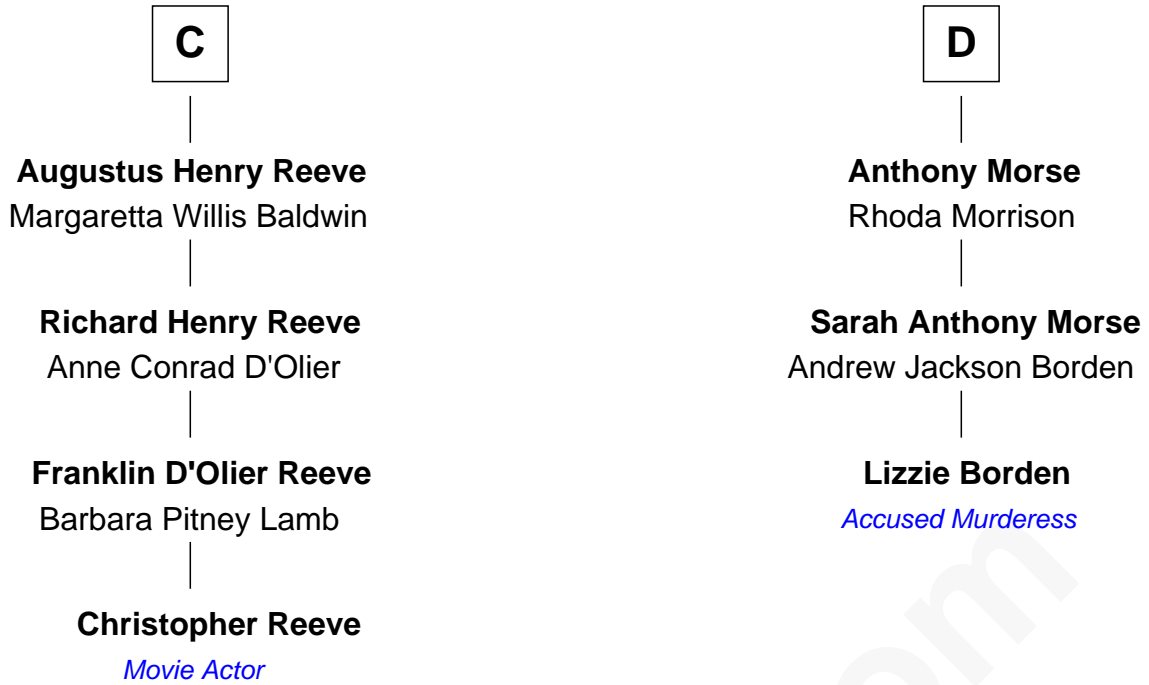 C
Augustus Henry Reeve
Margaretta Willis Baldwin
Richard Henry Reeve
Anne Conrad D'Olier
Franklin D'Olier Reeve
Barbara Pitney Lamb
Christopher Reeve
Movie Actor
D
Anthony Morse
Rhoda Morrison
Sarah Anthony Morse
Andrew Jackson Borden
Lizzie Borden
Accused Murderess
om